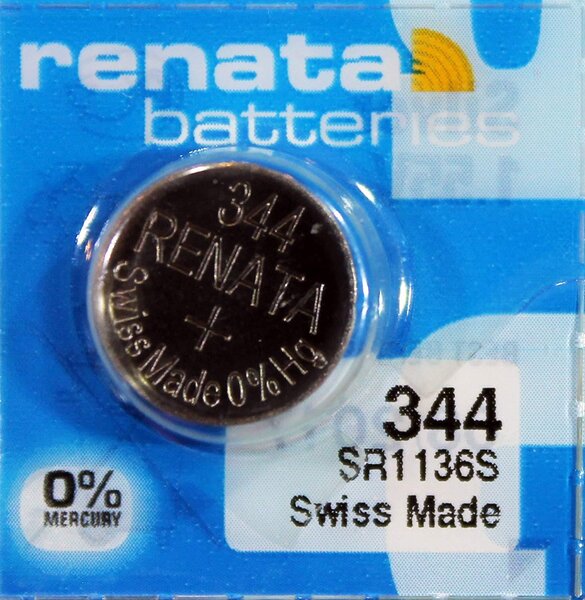 renata
batteries
344
RENATA
+
Swiss Made 0% Hg
344
SR1136S
Swiss Made
0%
MERCURY